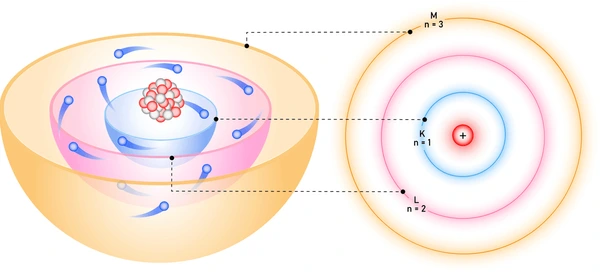 M
n = 3
K
n = 1
+
L
n = 2